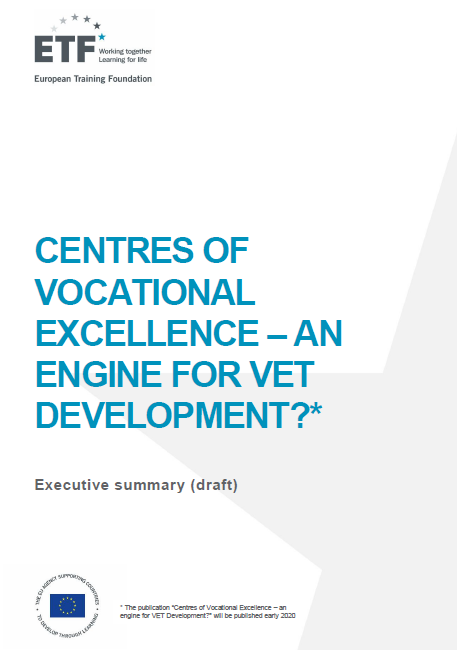 ETF Working together
Learning for life
European Training Foundation
CENTRES OF
VOCATIONAL
EXCELLENCE – AN
ENGINE FOR VET
DEVELOPMENT?*
Executive summary (draft)
• THE EU AGENCY SUPPORTING COUNTRIES •
TO DEVELOP THROUGH LEARNING
* The publication “Centres of Vocational Excellence – an
engine for VET Development?” will be published early 2020